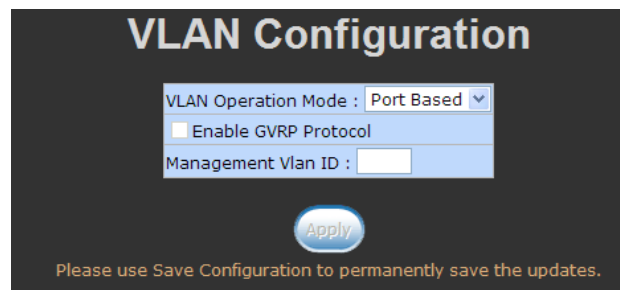 VLAN Configuration
VLAN Operation Mode : Port Based
Enable GVRP Protocol
Management Vlan ID :
Apply
Please use Save Configuration to permanently save the updates.